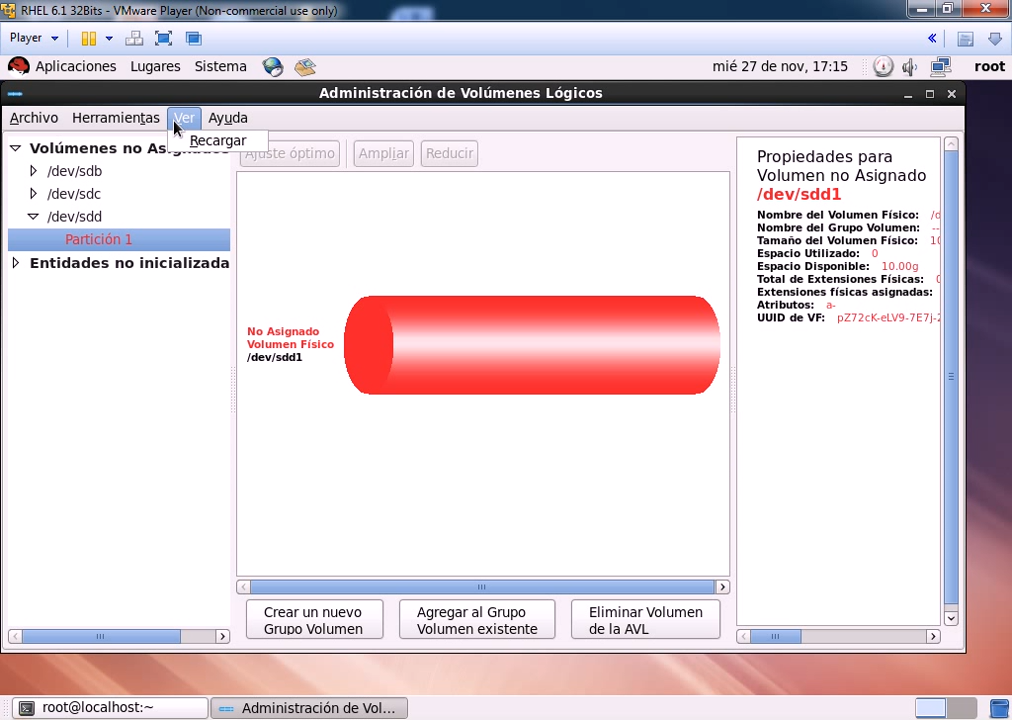 RHEL 6.1 32Bits - VMware Player (Non-commercial use only)
Player
Aplicaciones Lugares Sistema mié 27 de nov, 17:15 root
Administración de Volúmenes Lógicos
Archivo Herramientas Ver Ayuda
Recargar
Volúmenes no Asignados
/dev/sdb
/dev/sdc
/dev/sdd
Partición 1
Entidades no inicializada
Ajuste óptimo Ampliar Reducir
No Asignado
Volumen Físico
/dev/sdd1
Crear un nuevo
Grupo Volumen
Agregar al Grupo
Volumen existente
Eliminar Volumen
de la AVL
Propiedades para
Volumen no Asignado
/dev/sdd1
Nombre del Volumen Físico: /d
Nombre del Grupo Volumen: --
Tamaño del Volumen Físico: 10
Espacio Utilizado: 0
Espacio Disponible: 10.00g
Total de Extensiones Físicas: 0
Extensiones físicas asignadas:
Atributos: a-
UUID de VF: pZ72cK-eLV9-7E7j-2
root@localhost:~ Administración de Vol...